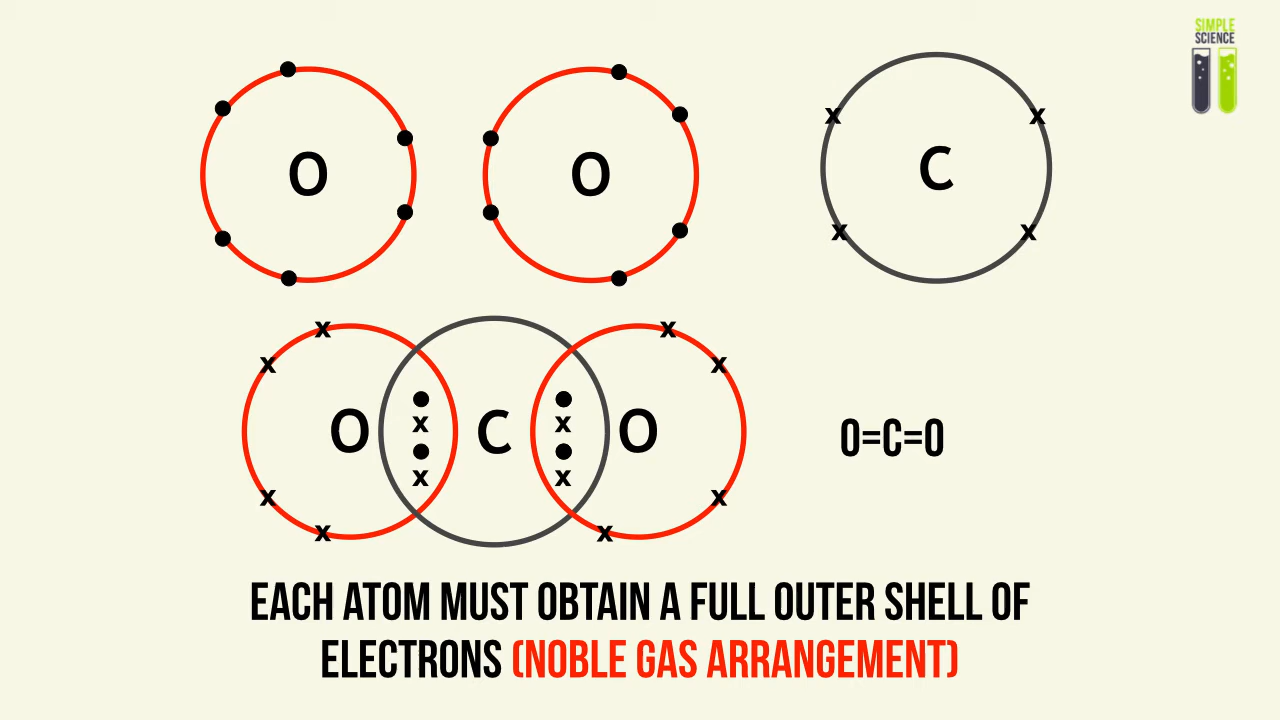 SIMPLE
SCIENCE
O O C
x x
x x
x x
x x
O x C x O
x x
x x
x x
O=C=O
EACH ATOM MUST OBTAIN A FULL OUTER SHELL OF
ELECTRONS (NOBLE GAS ARRANGEMENT)